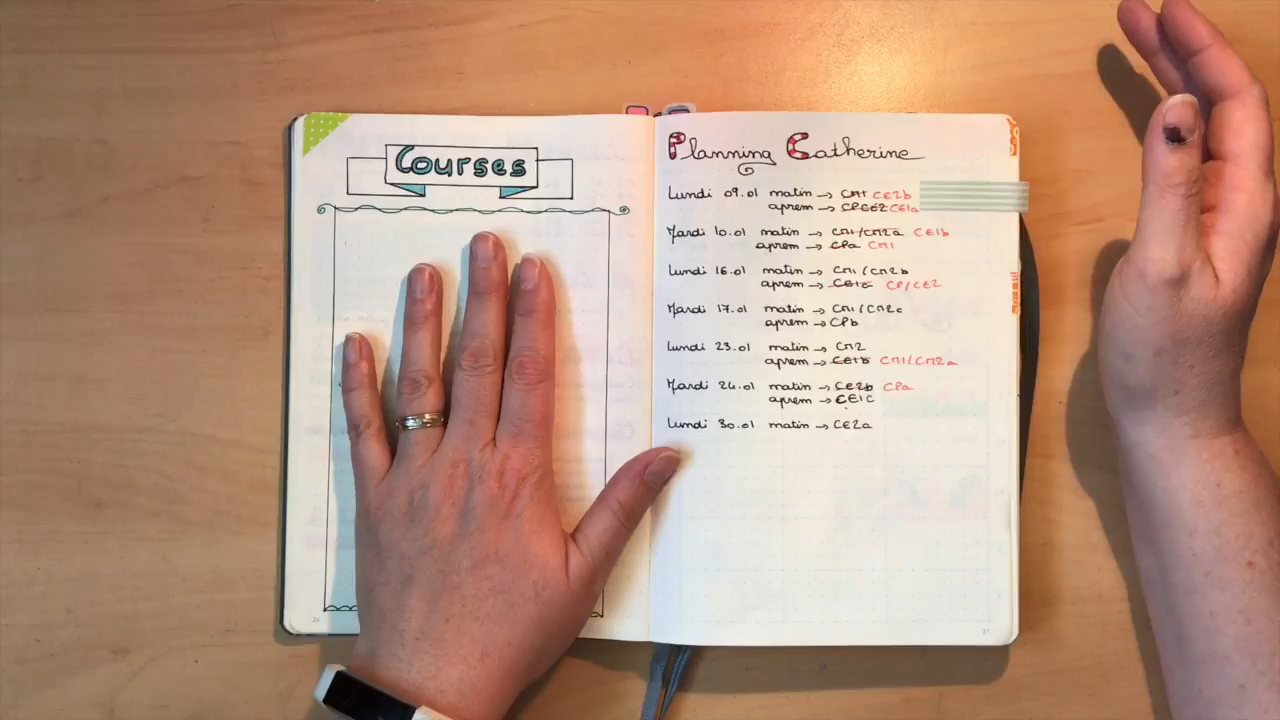 Courses
Planning Catherine
Lundi 09.01 matin → CM1 CE2b
aprem → CPCE2 CE1a
Mardi 10.01 matin → CM1/CM2a CE1b
aprem → CPa CM1
Lundi 16.01 matin → CM1/CM2b
aprem → CE1c CP/CE2
Mardi 17.01 matin → CM1/CM2c
aprem → CPb
Lundi 23.01 matin → CM2
aprem → CE1b CM1/CM2a
Mardi 24.01 matin → CE2b CPa
aprem → CE1C
Lundi 30.01 matin → CE2a
26
27